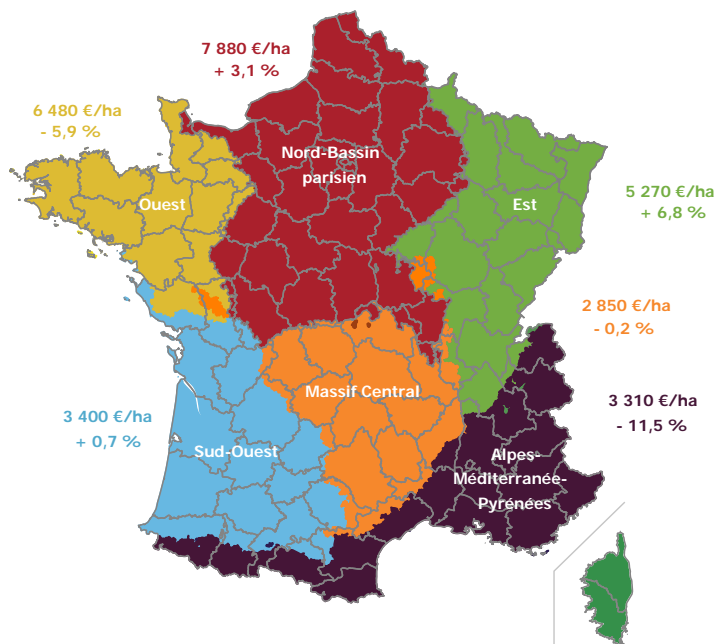 7 880 €/ha
+ 3,1 %
6 480 €/ha
- 5,9 %
Nord-Bassin
parisien
Ouest
Est
5 270 €/ha
+ 6,8 %
2 850 €/ha
- 0,2 %
Massif Central
3 310 €/ha
- 11,5 %
3 400 €/ha
+ 0,7 %
Sud-Ouest
Alpes-
Méditerranée-
Pyrénées